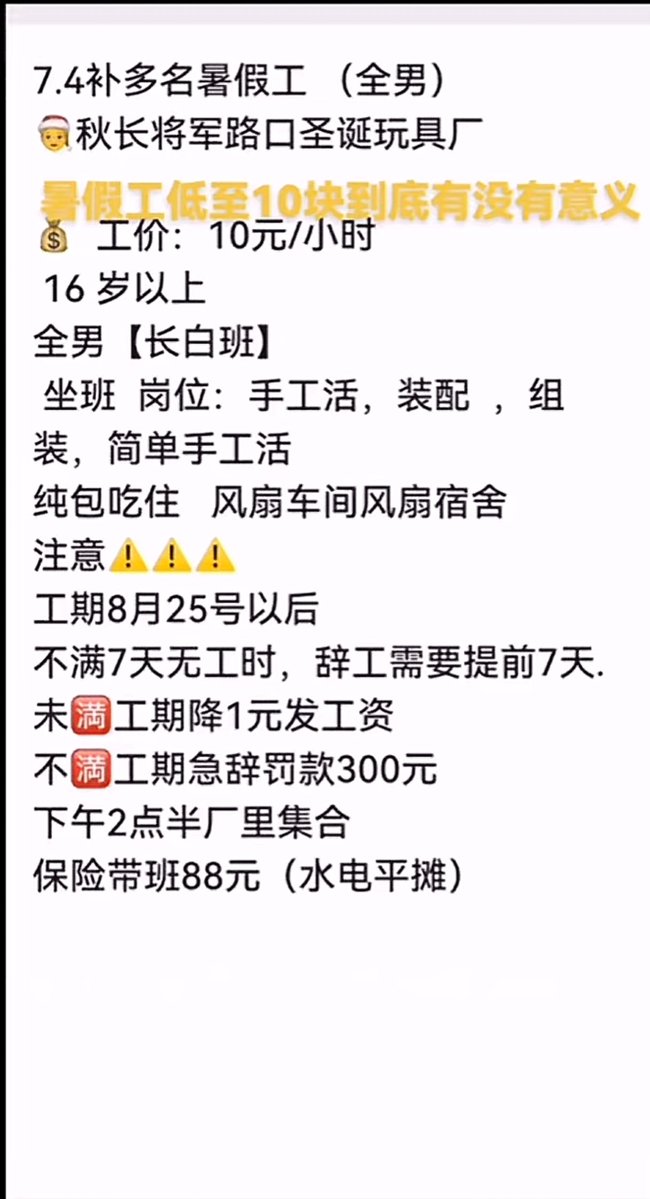 7.4补多名暑假工 （全男）
🧑‍🎄秋长将军路口圣诞玩具厂
暑假工低至10块到底有没有意义
💰 工价：10元/小时
16 岁以上
全男【长白班】
坐班 岗位：手工活，装配 ，组
装，简单手工活
纯包吃住 风扇车间风扇宿舍
注意⚠️⚠️⚠️
工期8月25号以后
不满7天无工时，辞工需要提前7天.
未🈵工期降1元发工资
不🈵工期急辞罚款300元
下午2点半厂里集合
保险带班88元（水电平摊）